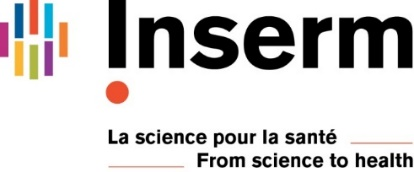 Inserm
La science pour la santé
From science to health